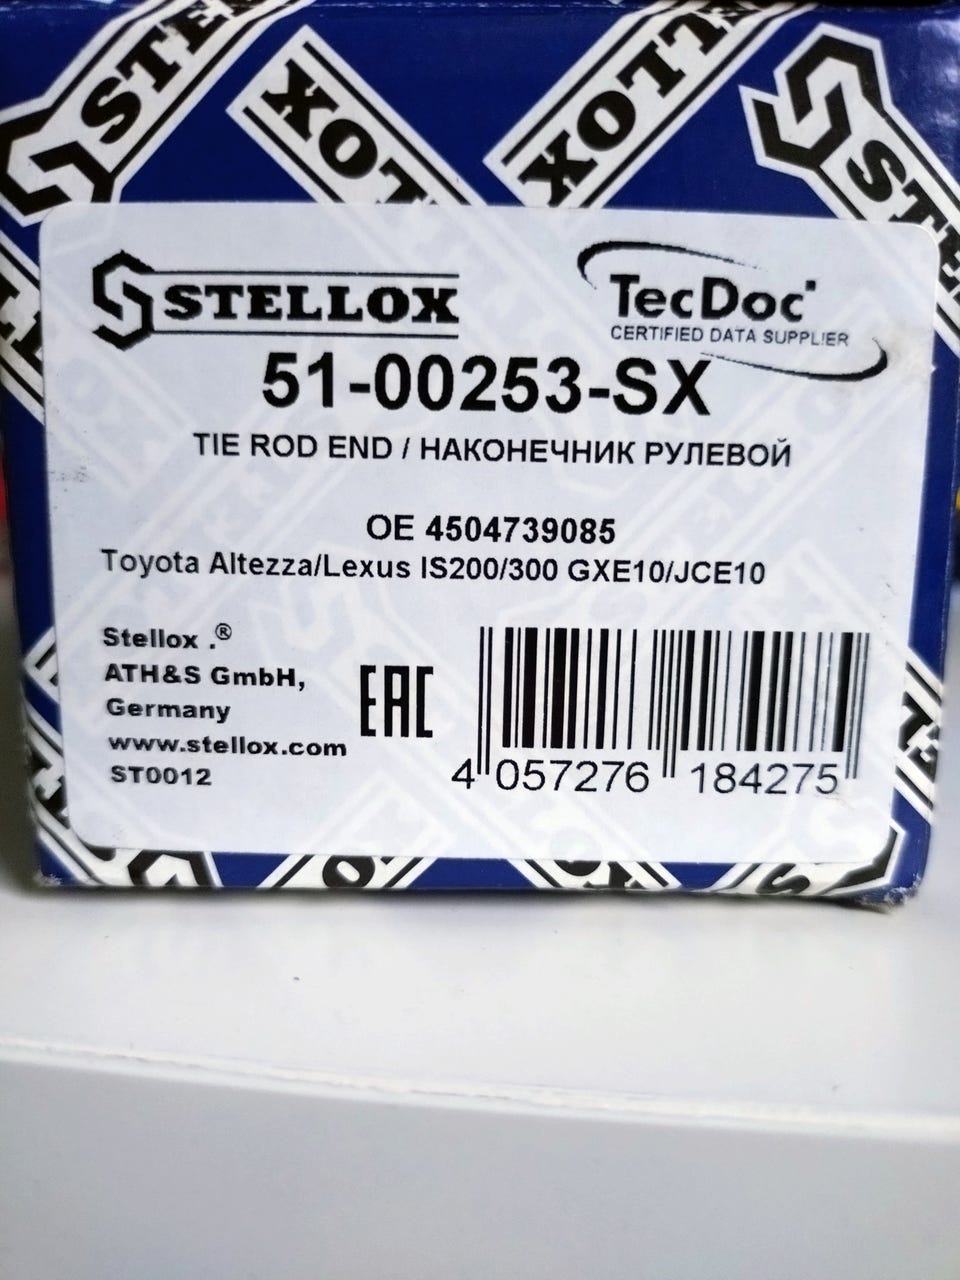 STELLOX
TecDoc
CERTIFIED DATA SUPPLIER
51-00253-SX
TIE ROD END / НАКОНЕЧНИК РУЛЕВОЙ
OE 4504739085
Toyota Altezza/Lexus IS200/300 GXE10/JCE10
Stellox .®
ATH&S GmbH,
Germany
www.stellox.com
ST0012
EAC
4 057276 184275